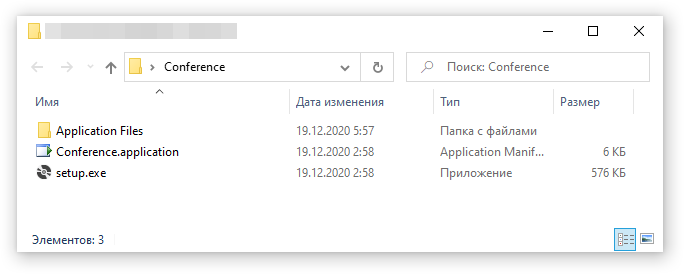 Conference
Поиск: Conference
Имя Дата изменения Тип Размер
Application Files 19.12.2020 5:57 Папка с файлами
Conference.application 19.12.2020 2:58 Application Manif... 6 КБ
setup.exe 19.12.2020 2:58 Приложение 576 КБ
Элементов: 3